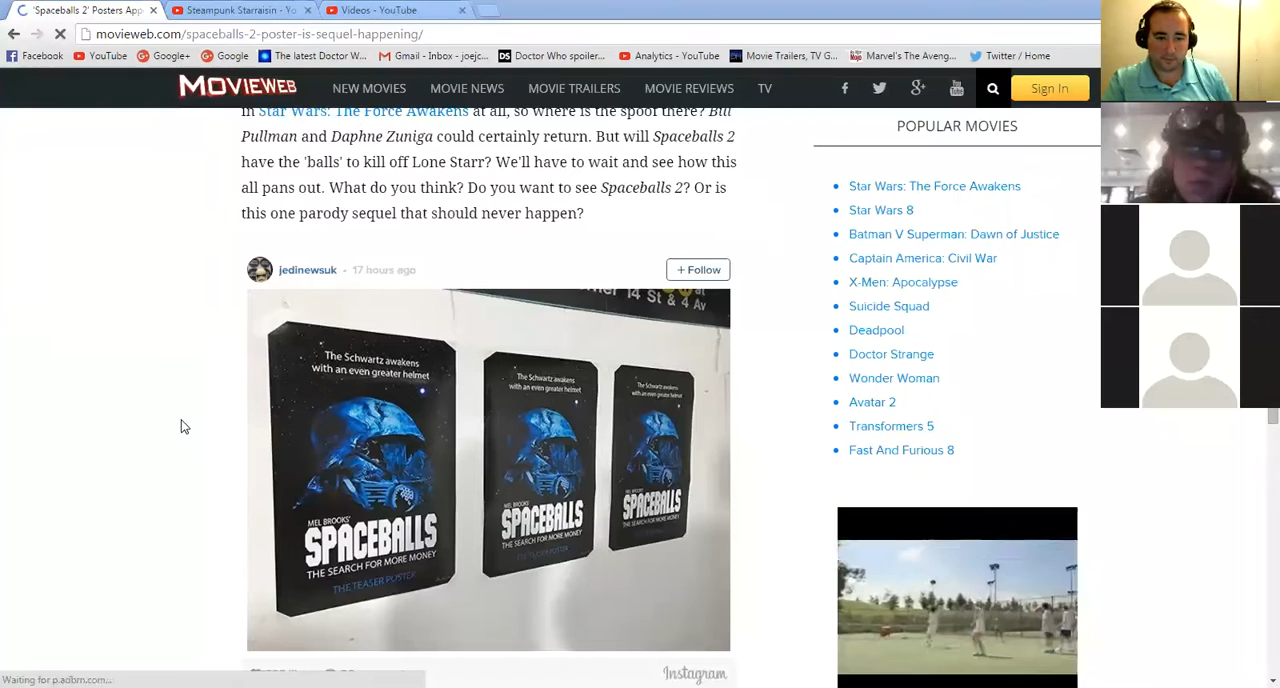 'Spaceballs 2' Posters App
Steampunk Starraisin - Yo
Videos - YouTube
movieweb.com/spaceballs-2-poster-is-sequel-happening/
Facebook
YouTube
Google+
Google
The latest Doctor W...
Gmail - Inbox - joejc...
Doctor Who spoiler...
Analytics - YouTube
Movie Trailers, TV G...
Marvel's The Aveng...
Twitter / Home
MOVIEWEB
NEW MOVIES
MOVIE NEWS
MOVIE TRAILERS
MOVIE REVIEWS
TV
Sign In
in Star Wars: The Force Awakens at all, so where is the spoof there? Bill
Pullman and Daphne Zuniga could certainly return. But will Spaceballs 2
have the 'balls' to kill off Lone Starr? We'll have to wait and see how this
all pans out. What do you think? Do you want to see Spaceballs 2? Or is
this one parody sequel that should never happen?
jedinewsuk - 17 hours ago
+ Follow
14 St & 4 Av
The Schwartz awakens
with an even greater helmet
MEL BROOKS'
SPACEBALLS
THE SEARCH FOR MORE MONEY
THE TEASER POSTER
The Schwartz awakens
with an even greater helmet
MEL BROOKS'
SPACEBALLS
THE SEARCH FOR MORE MONEY
The Schwartz awakens
with an even greater helmet
MEL BROOKS'
SPACEBALLS
THE SEARCH FOR MORE MONEY
Instagram
POPULAR MOVIES
Star Wars: The Force Awakens
Star Wars 8
Batman V Superman: Dawn of Justice
Captain America: Civil War
X-Men: Apocalypse
Suicide Squad
Deadpool
Doctor Strange
Wonder Woman
Avatar 2
Transformers 5
Fast And Furious 8
Waiting for p.adbrn.com...